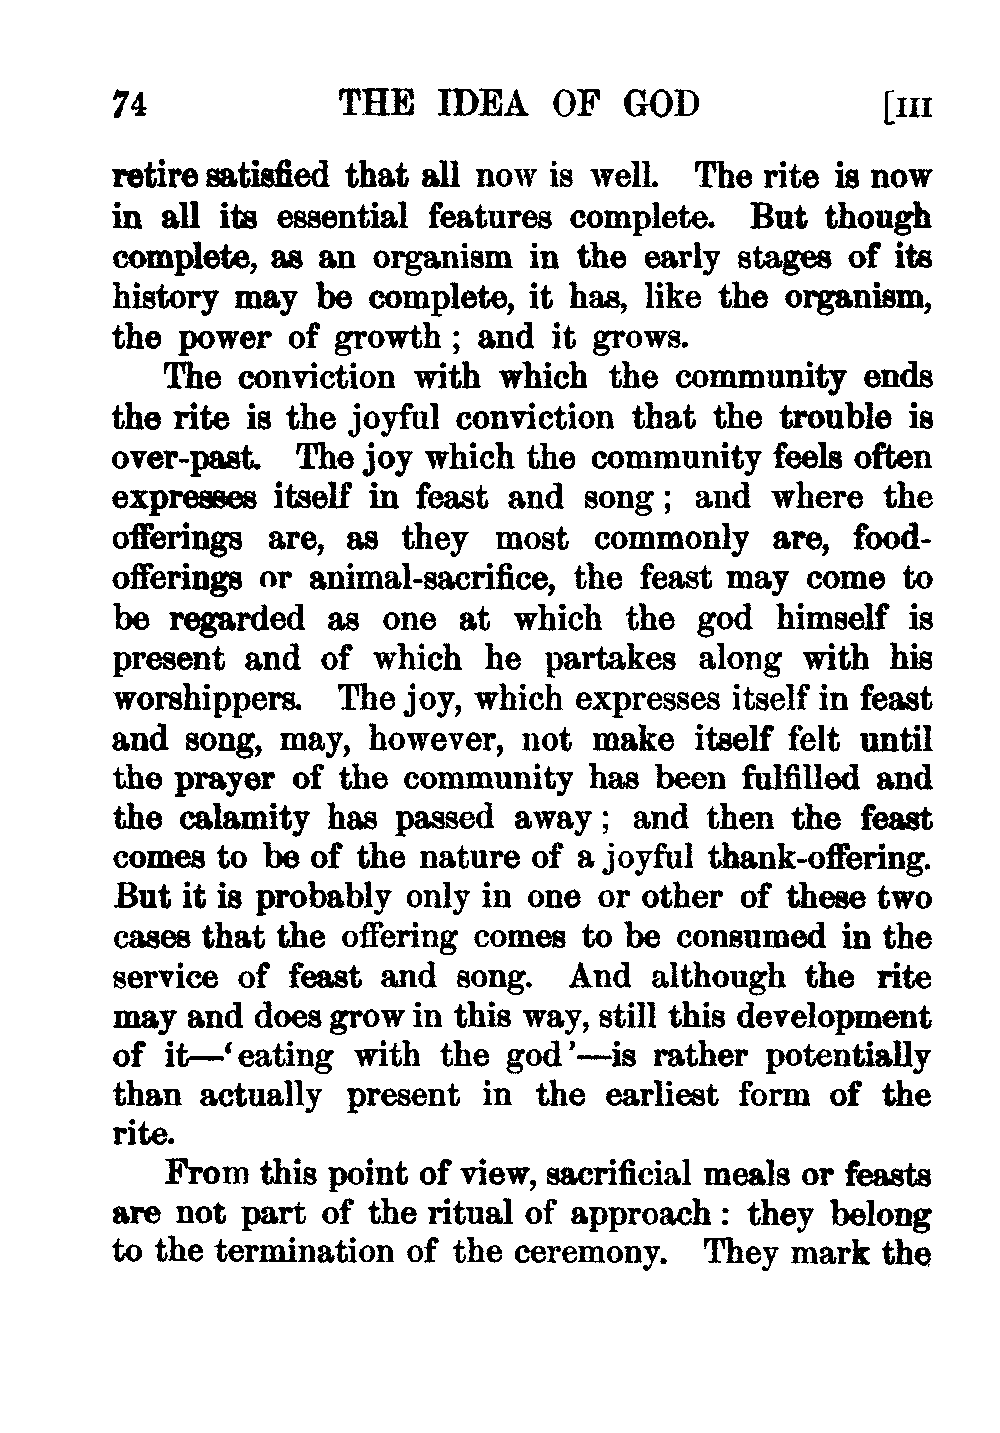 74 THE IDEA OF GOD [III
retire satisfied that all now is well. The rite is now
in all its essential features complete. But though
complete, as an organism in the early stages of its
history may be complete, it has, like the organism,
the power of growth ; and it grows.
The conviction with which the community ends
the rite is the joyful conviction that the trouble is
over-past. The joy which the community feels often
expresses itself in feast and song ; and where the
offerings are, as they most commonly are, food-
offerings or animal-sacrifice, the feast may come to
be regarded as one at which the god himself is
present and of which he partakes along with his
worshippers. The joy, which expresses itself in feast
and song, may, however, not make itself felt until
the prayer of the community has been fulfilled and
the calamity has passed away ; and then the feast
comes to be of the nature of a joyful thank-offering.
But it is probably only in one or other of these two
cases that the offering comes to be consumed in the
service of feast and song. And although the rite
may and does grow in this way, still this development
of it—‘eating with the god’—is rather potentially
than actually present in the earliest form of the
rite.
From this point of view, sacrificial meals or feasts
are not part of the ritual of approach : they belong
to the termination of the ceremony. They mark the